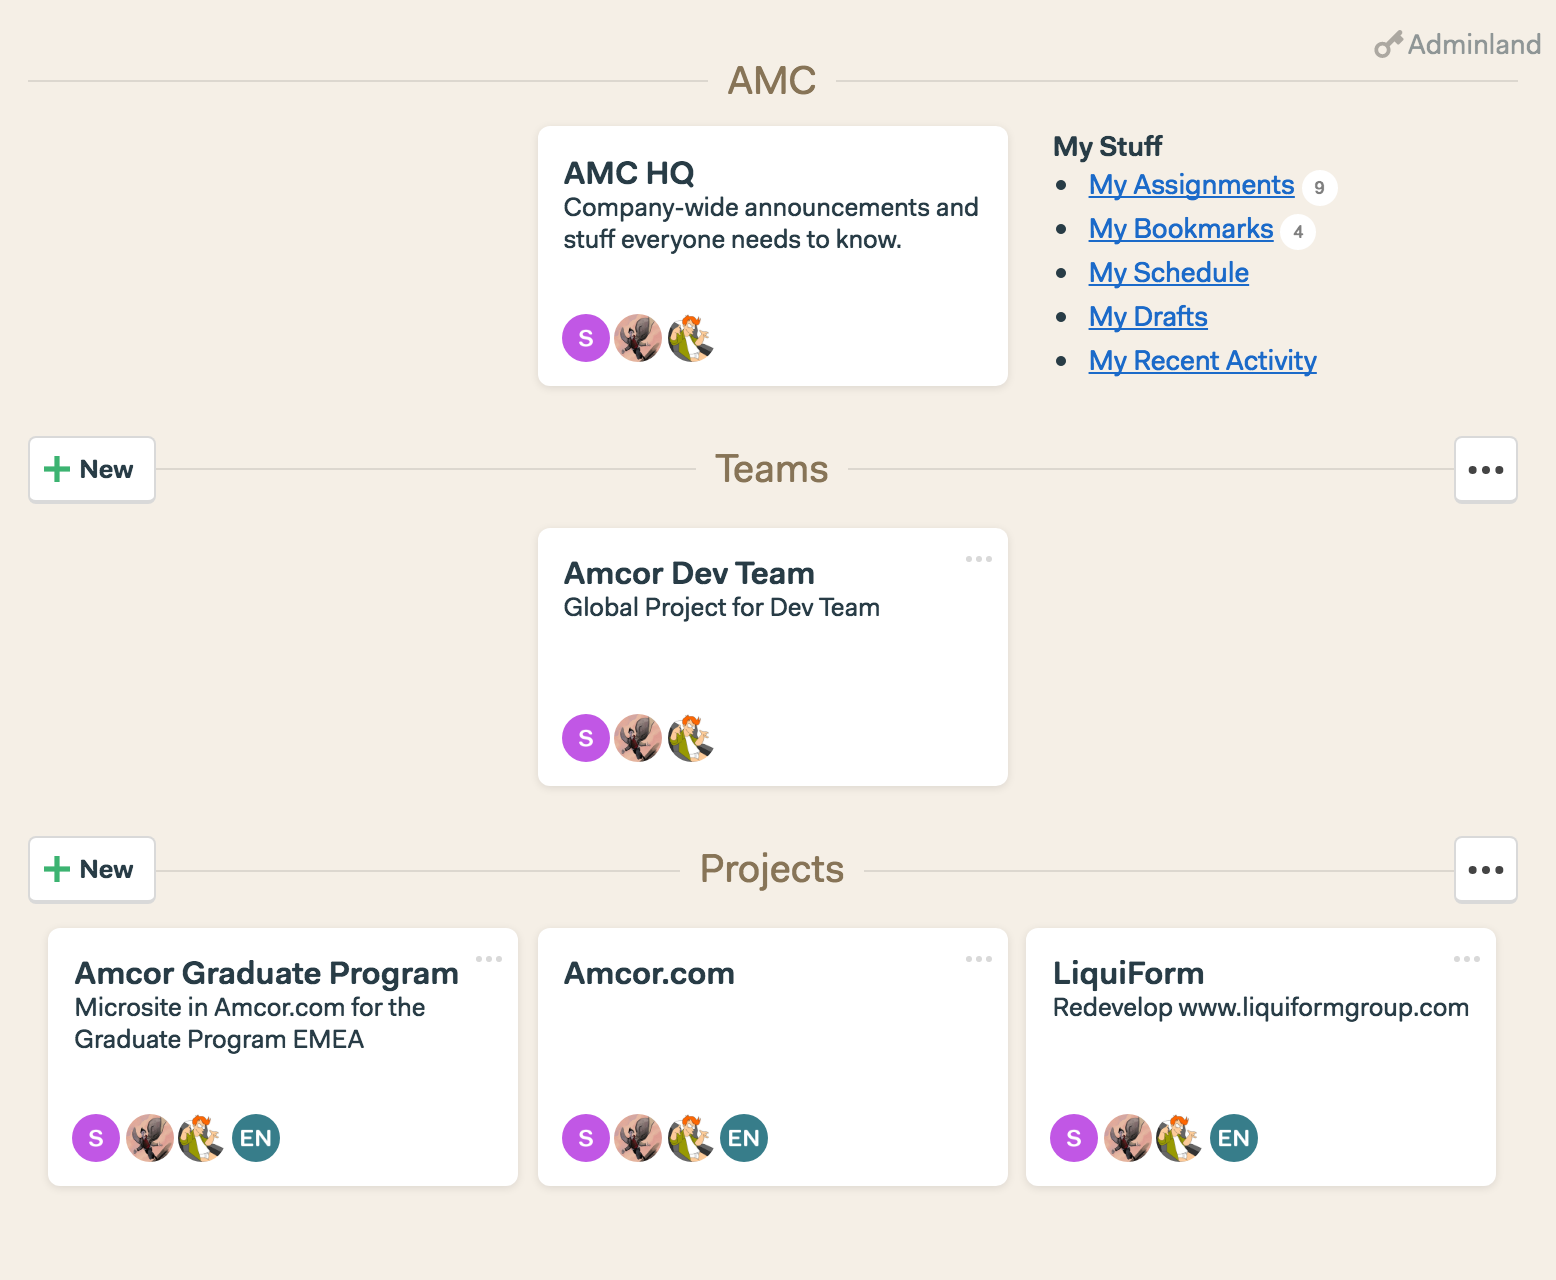 Adminland
AMC
AMC HQ
Company-wide announcements and
stuff everyone needs to know.
S
My Stuff
My Assignments 9
My Bookmarks 4
My Schedule
My Drafts
My Recent Activity
New
Teams
Amcor Dev Team
Global Project for Dev Team
S
New
Projects
Amcor Graduate Program
Microsite in Amcor.com for the
Graduate Program EMEA
S EN
Amcor.com
S EN
LiquiForm
Redevelop www.liquiformgroup.com
S EN